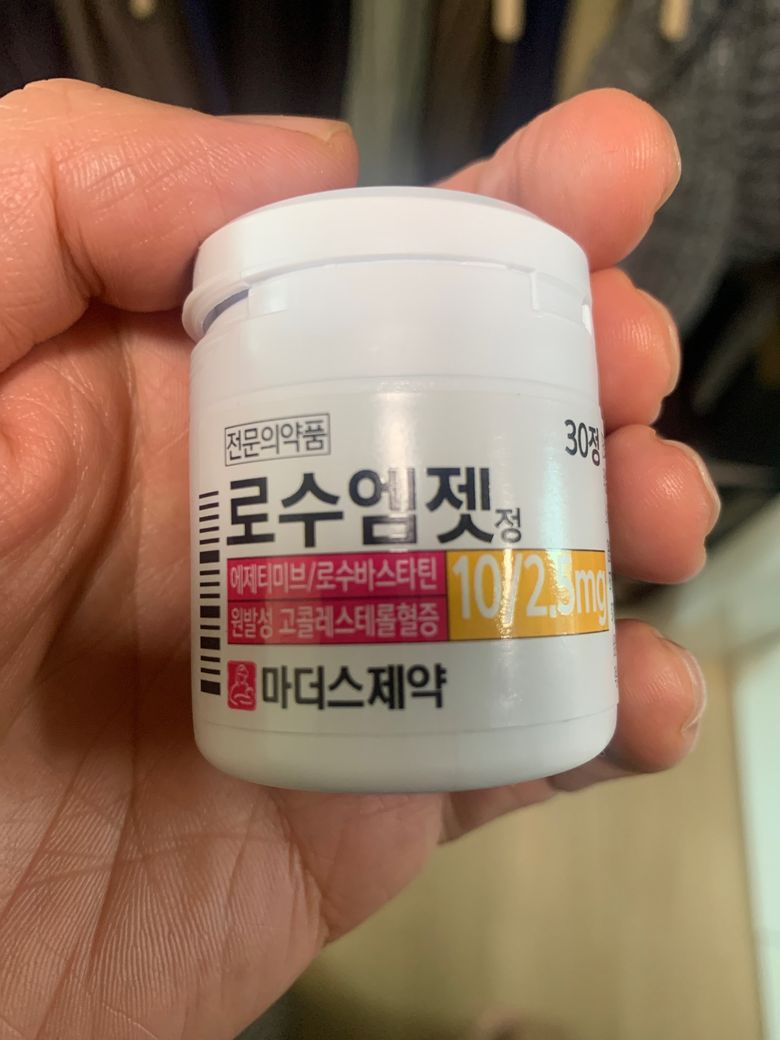 전문의약품
30정
로수엠젯정
에제티미브/로수바스타틴
원발성 고콜레스테롤혈증
10/2.5mg
마더스제약